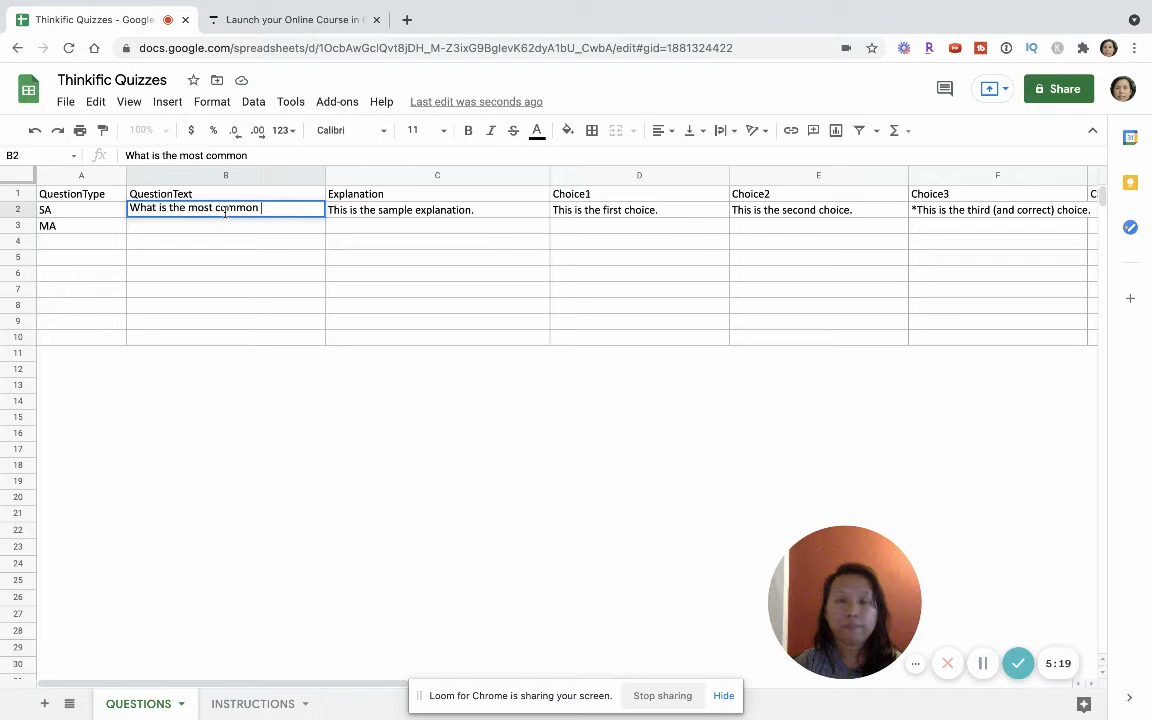 Thinkific Quizzes - Google
Launch your Online Course in
docs.google.com/spreadsheets/d/1OcbAwGclQvt8jDH_M-Z3ixG9BglevK62dyA1bU_CwbA/edit#gid=1881324422
Thinkific Quizzes
File Edit View Insert Format Data Tools Add-ons Help Last edit was seconds ago
Share
100% $ % .0 .00 123 Calibri 11 B I S A
B2 fx What is the most common
A B C D E F
1 QuestionType QuestionText Explanation Choice1 Choice2 Choice3
2 SA What is the most common This is the sample explanation. This is the first choice. This is the second choice. *This is the third (and correct) choice.
3 MA
4
5
6
7
8
9
10
11
12
13
14
15
16
17
18
19
20
21
22
23
24
25
26
27
28
29
30
5:19
Loom for Chrome is sharing your screen. Stop sharing Hide
QUESTIONS INSTRUCTIONS